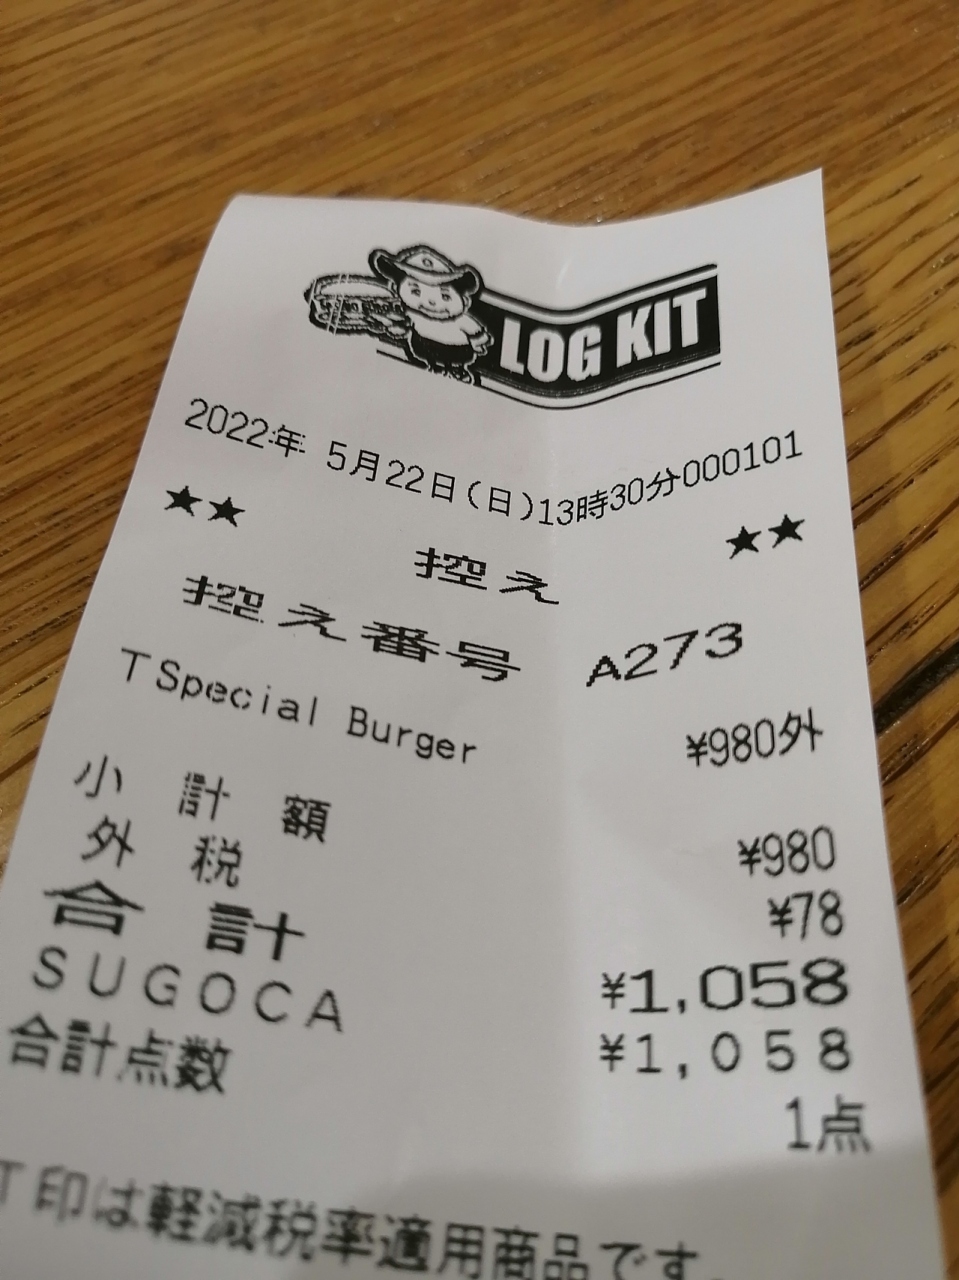 LOG KIT
2022年 5月22日(日)13時30分000101
★★ 控え ★★
控え番号 A273
T Special Burger ¥980外
小計額 ¥980
外税 ¥78
合計 ¥1,058
SUGOCA ¥1,058
合計点数 1点
T印は軽減税率適用商品です。